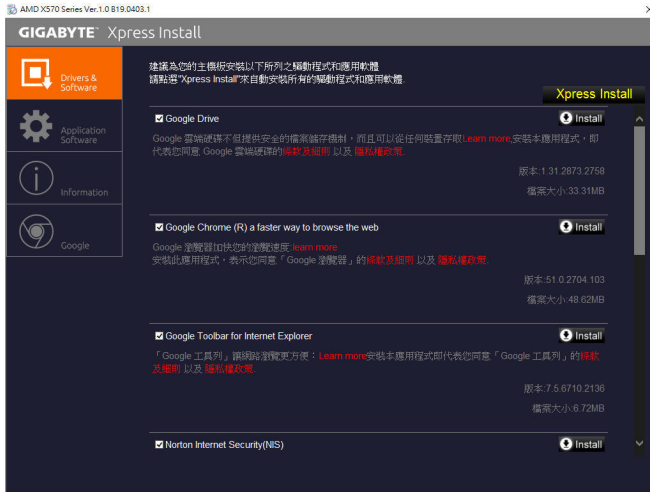 AMD X570 Series Ver.1.0 B19.0403.1
GIGABYTE™ Xpress Install
Drivers &
Software
Application
Software
Information
Google
建議為您的主機板安裝以下所列之驅動程式和應用軟體
請點選"Xpress Install"來自動安裝所有的驅動程式和應用軟體
Xpress Install
Google Drive
Install
Google 雲端硬碟不但提供安全的檔案儲存機制，而且可以從任何裝置存取Learn more,安裝本應用程式，即
代表您同意 Google 雲端硬碟的條款及細則 以及 隱私權政策.
版本:1.31.2873.2758
檔案大小:33.31MB
Google Chrome (R) a faster way to browse the web
Install
Google 瀏覽器加快您的瀏覽速度:learn more
安裝此應用程式，表示您同意「Google 瀏覽器」的條款及細則 以及 隱私權政策.
版本:51.0.2704.103
檔案大小:48.62MB
Google Toolbar for Internet Explorer
Install
「Google 工具列」讓網路瀏覽更方便：Learn more安裝本應用程式即代表您同意「Google 工具列」的條款
及細則 以及 隱私權政策.
版本:7.5.6710.2136
檔案大小:6.72MB
Norton Internet Security(NIS)
Install